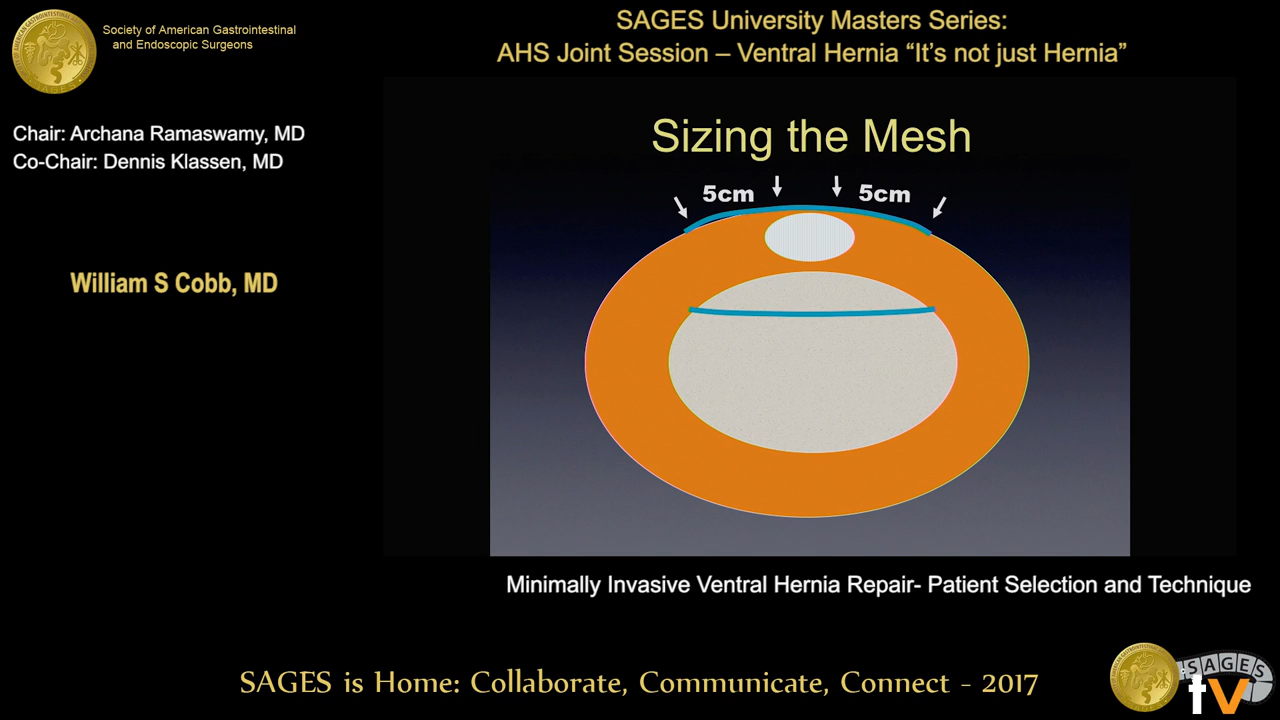 Society of American Gastrointestinal
and Endoscopic Surgeons
SAGES University Masters Series:
AHS Joint Session – Ventral Hernia “It’s not just Hernia”
Chair: Archana Ramaswamy, MD
Co-Chair: Dennis Klassen, MD
William S Cobb, MD
Sizing the Mesh
5cm
5cm
Minimally Invasive Ventral Hernia Repair- Patient Selection and Technique
SAGES is Home: Collaborate, Communicate, Connect - 2017
SAGES
tv